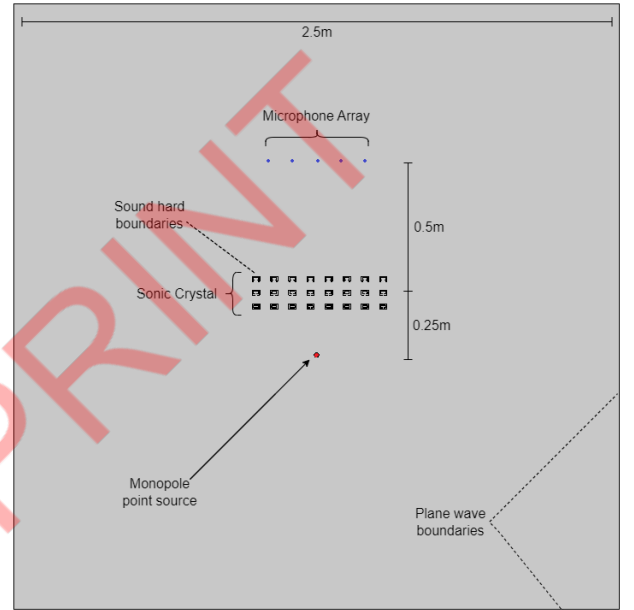 2.5m
Microphone Array
Sound hard
boundaries
0.5m
Sonic Crystal
0.25m
Monopole
point source
Plane wave
boundaries
PRINT